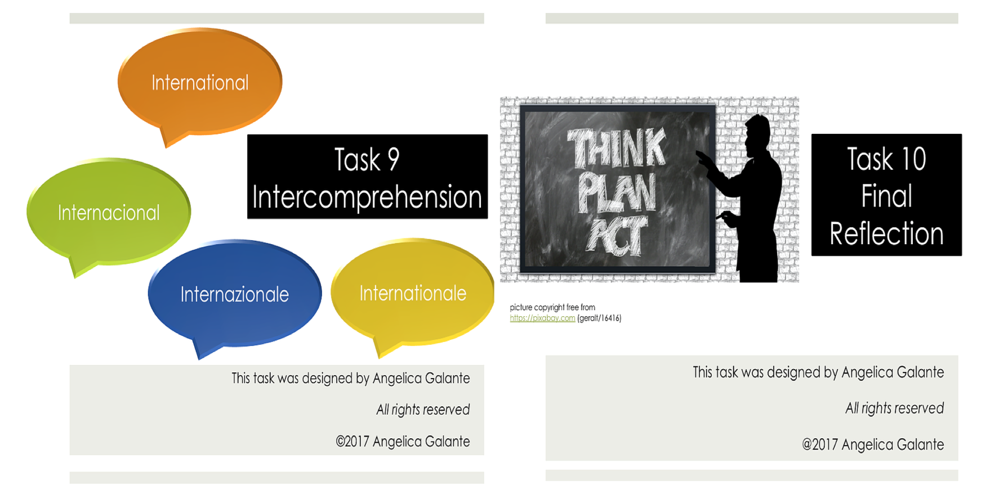 International
Internacional
Internazionale
Internationale
Task 9
Intercomprehension
This task was designed by Angelica Galante
All rights reserved
©2017 Angelica Galante
THINK
PLAN
ACT
Task 10
Final
Reflection
picture copyright free from
https://pixabay.com (geralt/16416)
This task was designed by Angelica Galante
All rights reserved
@2017 Angelica Galante